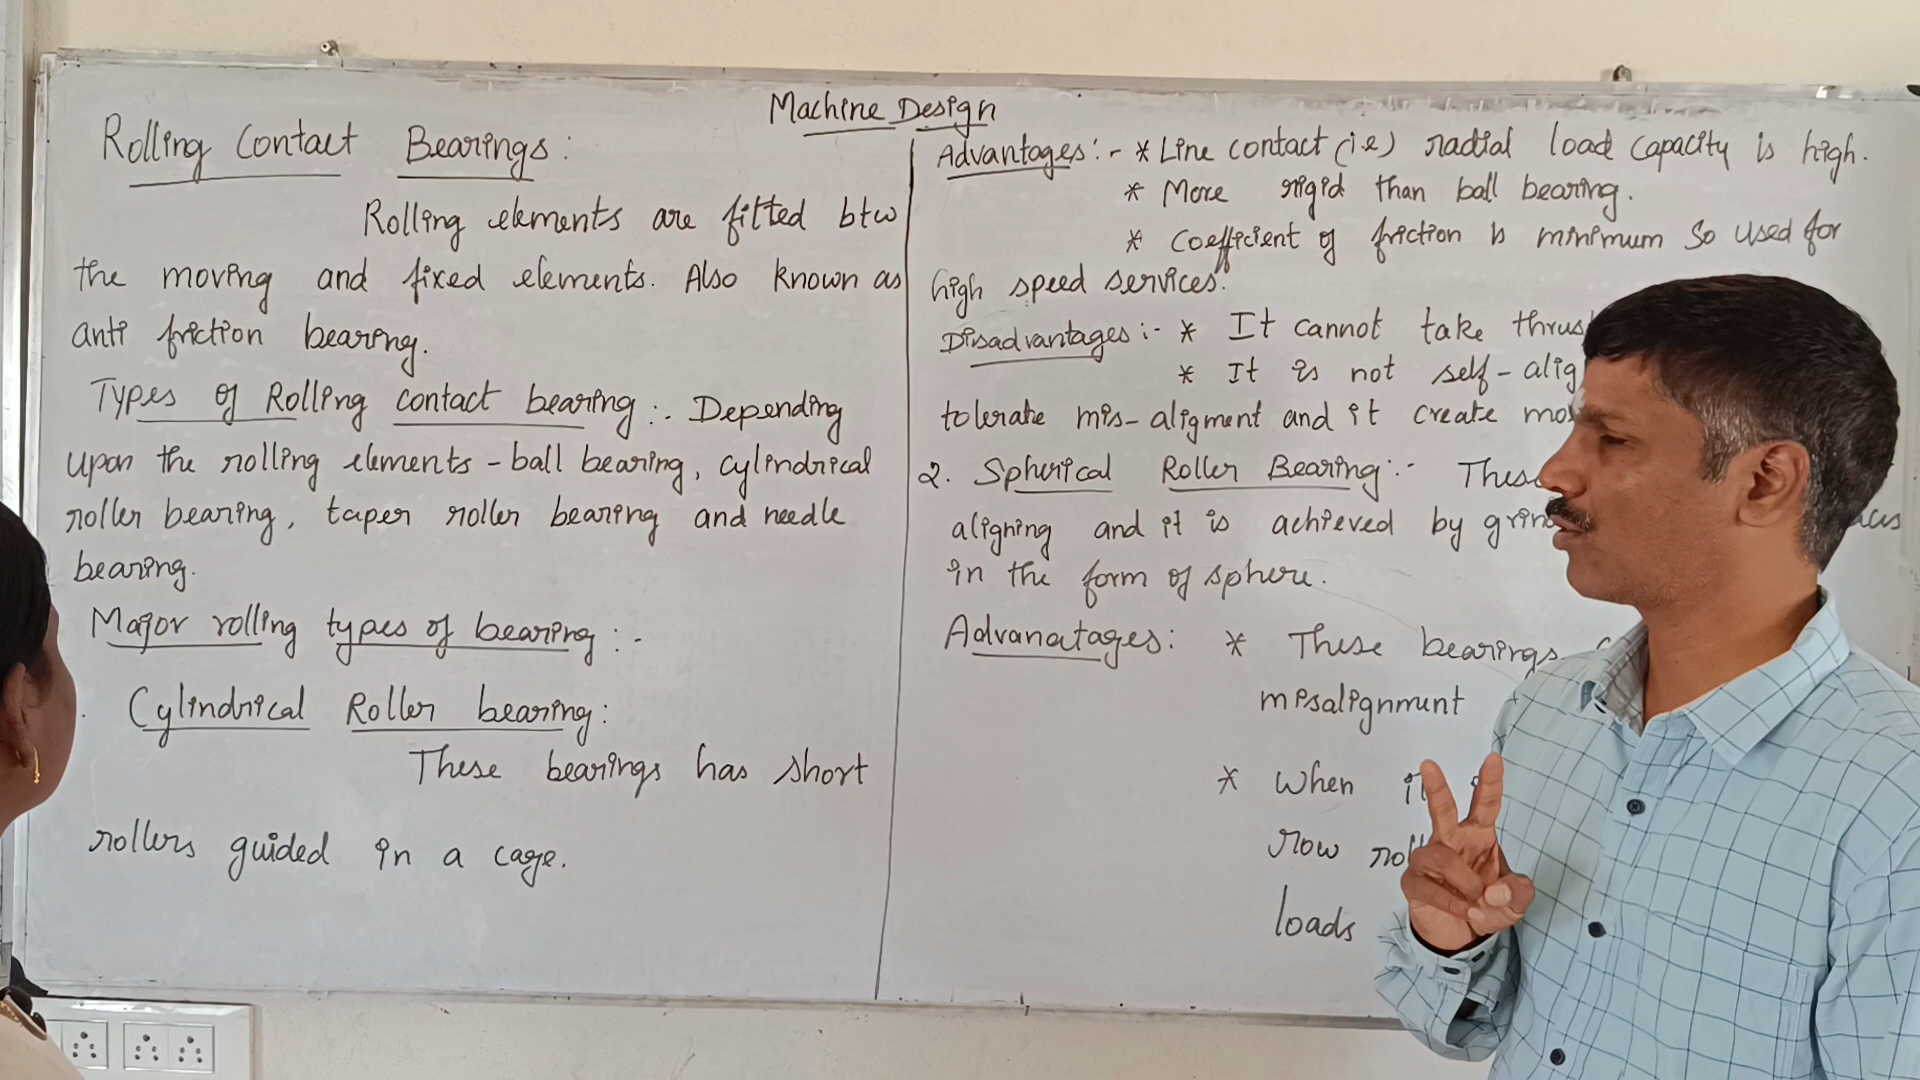 Machine Design
Rolling Contact Bearings:
Rolling elements are fitted btw
the moving and fixed elements. Also known as
anti friction bearing.
Types of Rolling contact bearing:. Depending
upon the rolling elements - ball bearing, cylindrical
roller bearing, taper roller bearing and needle
bearing.
Major rolling types of bearing:-
Cylindrical Roller bearing:
These bearings has short
rollers guided in a cage.
Advantages:- * Line contact (i.e) radial load capacity is high.
* More rigid than ball bearing.
* Coefficient of friction is minimum so used for
high speed services.
Disadvantages:- * It cannot take
* It is not self-
tolerate mis-aligment and it create
2. Spherical Roller Bearing:-
aligning and it is achieved by
in the form of sphere.
Advanatages: * These bearings
misalignment
* When
row
loads